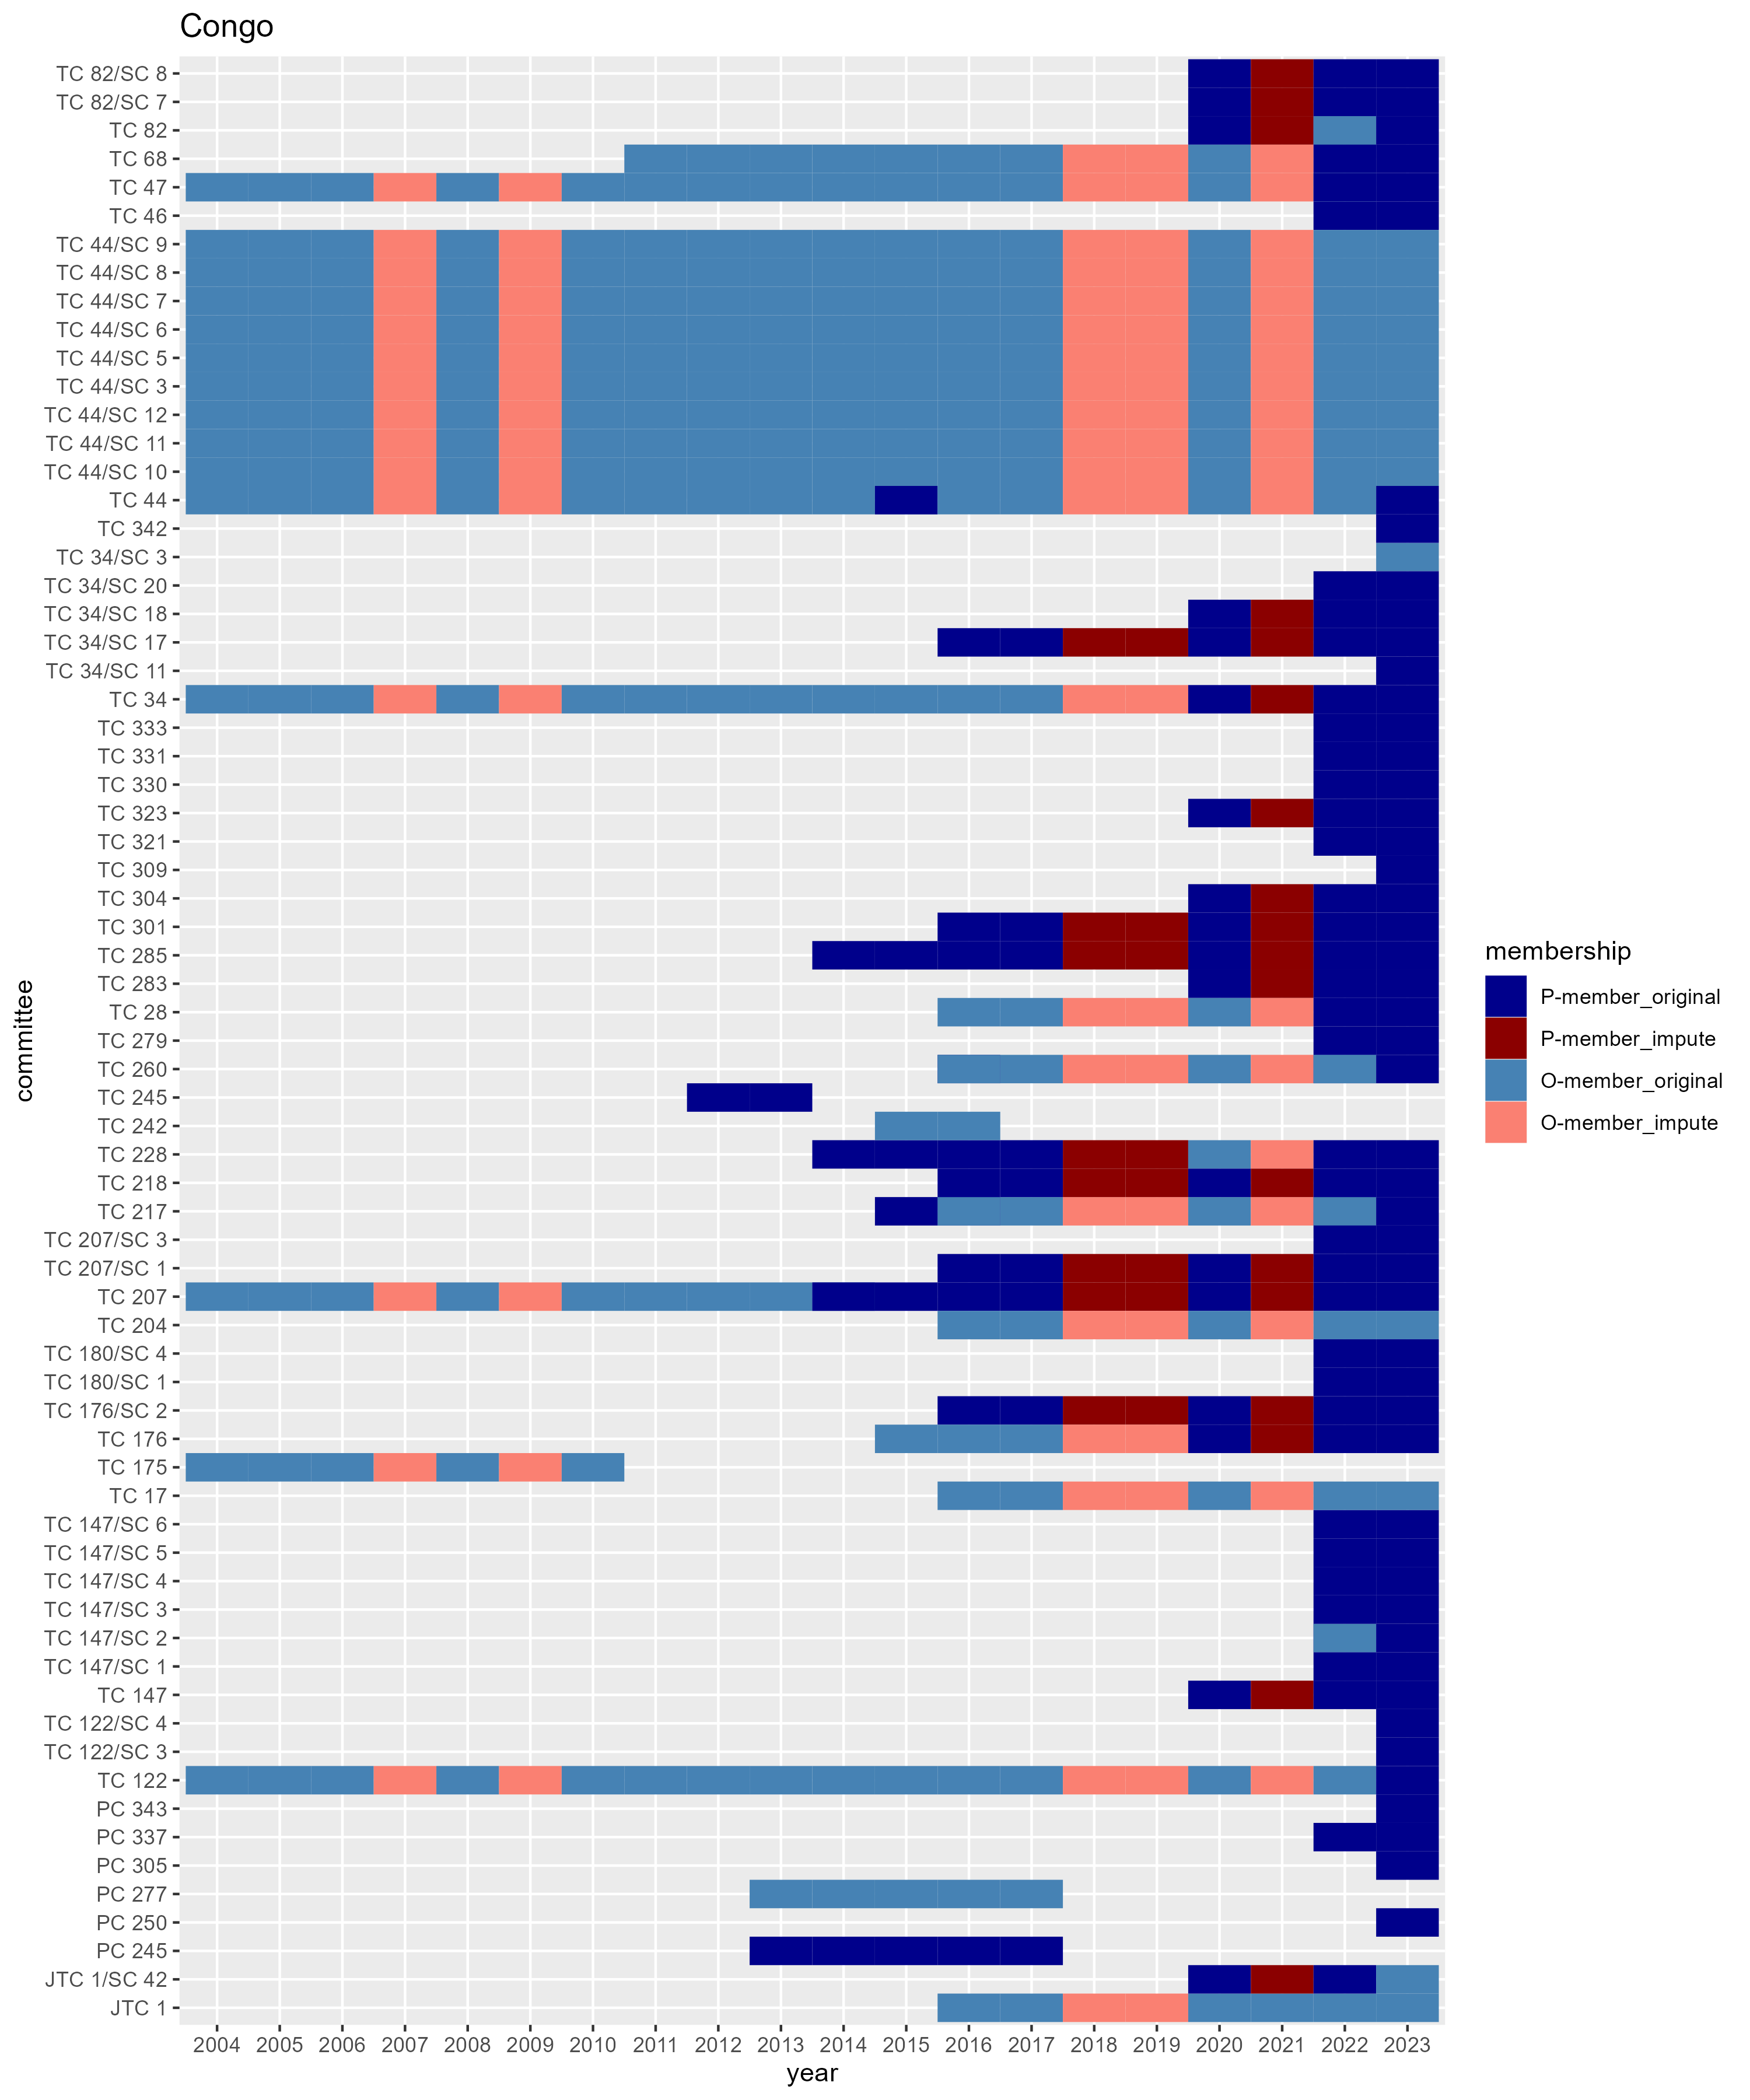 Congo
committee
TC 82/SC 8
TC 82/SC 7
TC 82
TC 68
TC 47
TC 46
TC 44/SC 9
TC 44/SC 8
TC 44/SC 7
TC 44/SC 6
TC 44/SC 5
TC 44/SC 3
TC 44/SC 12
TC 44/SC 11
TC 44/SC 10
TC 44
TC 342
TC 34/SC 3
TC 34/SC 20
TC 34/SC 18
TC 34/SC 17
TC 34/SC 11
TC 34
TC 333
TC 331
TC 330
TC 323
TC 321
TC 309
TC 304
TC 301
TC 285
TC 283
TC 28
TC 279
TC 260
TC 245
TC 242
TC 228
TC 218
TC 217
TC 207/SC 3
TC 207/SC 1
TC 207
TC 204
TC 180/SC 4
TC 180/SC 1
TC 176/SC 2
TC 176
TC 175
TC 17
TC 147/SC 6
TC 147/SC 5
TC 147/SC 4
TC 147/SC 3
TC 147/SC 2
TC 147/SC 1
TC 147
TC 122/SC 4
TC 122/SC 3
TC 122
PC 343
PC 337
PC 305
PC 277
PC 250
PC 245
JTC 1/SC 42
JTC 1
2004 2005 2006 2007 2008 2009 2010 2011 2012 2013 2014 2015 2016 2017 2018 2019 2020 2021 2022 2023
year
membership
P-member_original
P-member_impute
O-member_original
O-member_impute